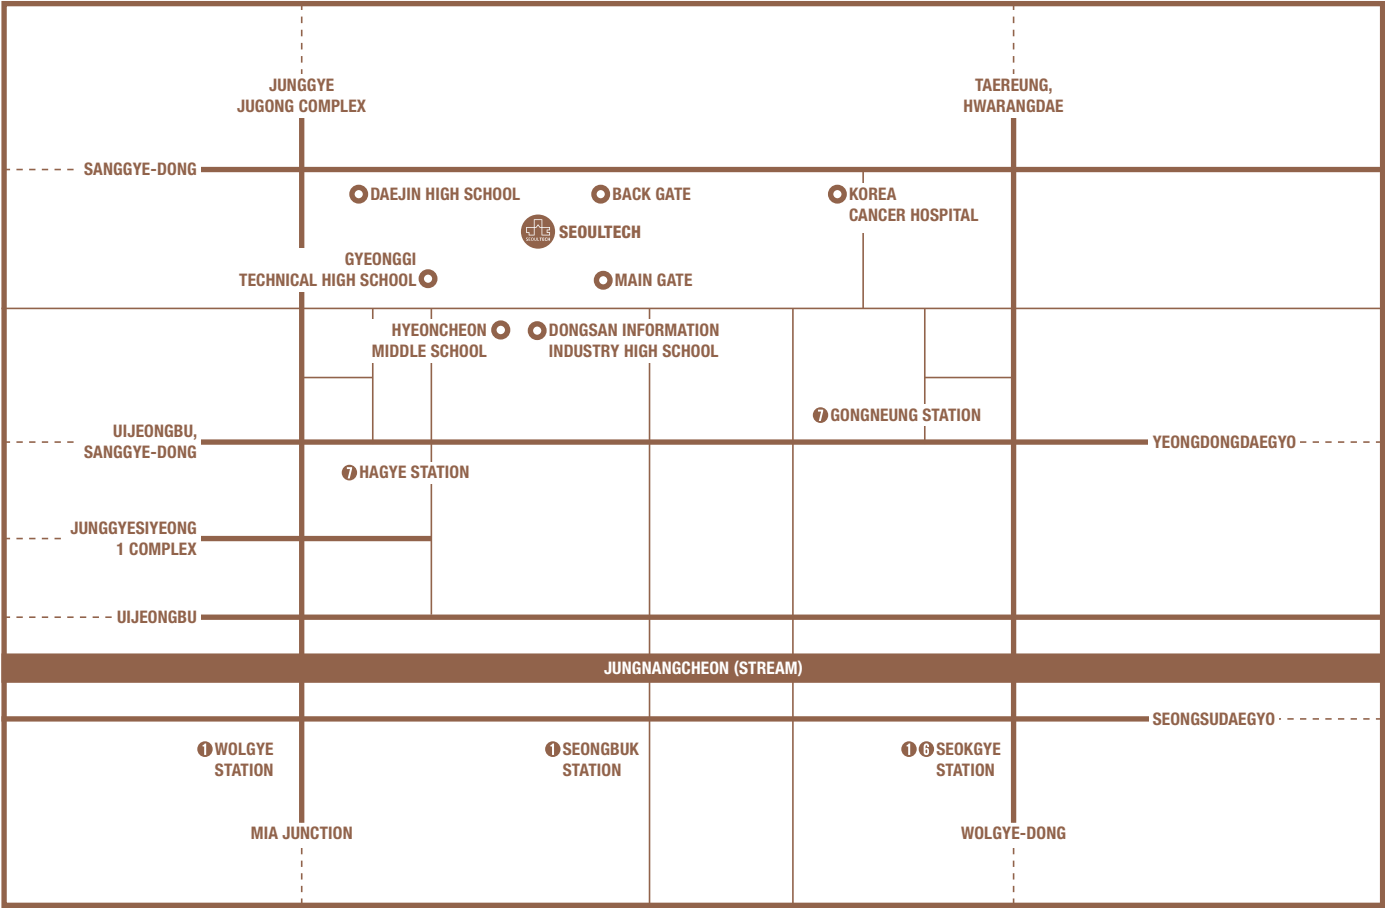 JUNGGYE
JUGONG COMPLEX
TAEREUNG,
HWARANGDAE
SANGGYE-DONG
DAEJIN HIGH SCHOOL
BACK GATE
KOREA
CANCER HOSPITAL
SEOULTECH
SEOULTECH
GYEONGGI
TECHNICAL HIGH SCHOOL
MAIN GATE
HYEONCHEON
MIDDLE SCHOOL
DONGSAN INFORMATION
INDUSTRY HIGH SCHOOL
7 GONGNEUNG STATION
UIJEONGBU,
SANGGYE-DONG
YEONGDONGDAEGYO
7 HAGYE STATION
JUNGGYESIYEONG
1 COMPLEX
UIJEONGBU
JUNGNANGCHEON (STREAM)
SEONGSUDAEGYO
1 WOLGYE
STATION
1 SEONGBUK
STATION
1 6 SEOKGYE
STATION
MIA JUNCTION
WOLGYE-DONG